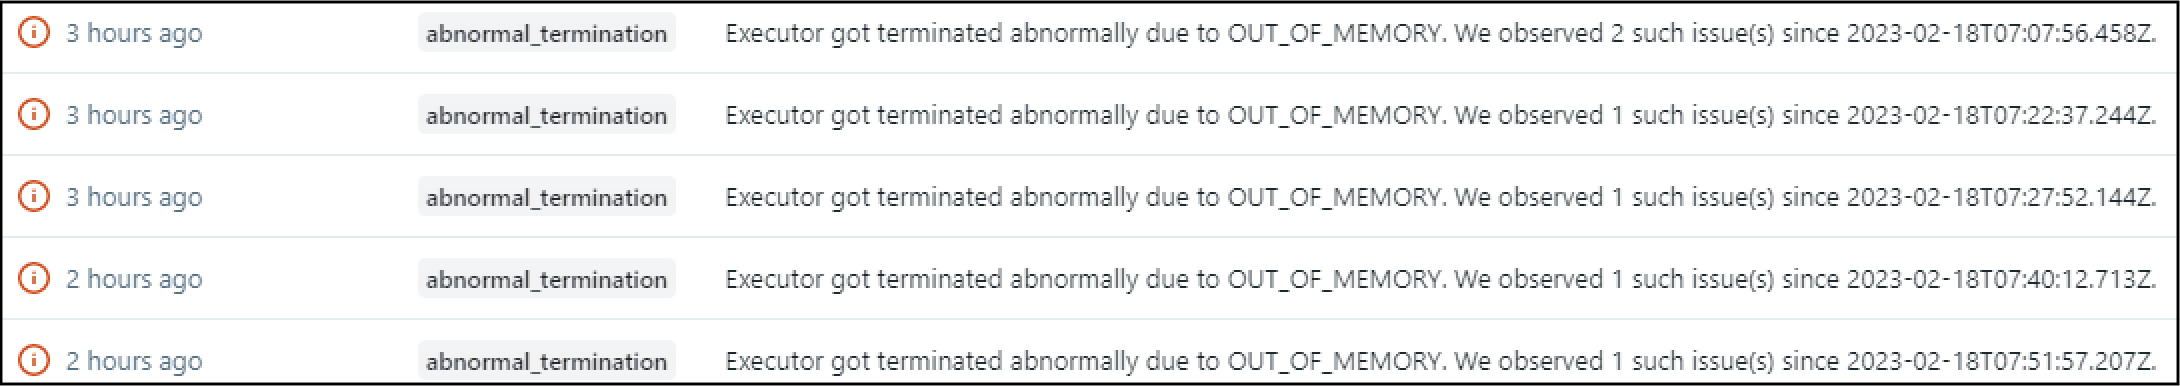 3 hours ago abnormal_termination Executor got terminated abnormally due to OUT_OF_MEMORY. We observed 2 such issue(s) since 2023-02-18T07:07:56.458Z.
3 hours ago abnormal_termination Executor got terminated abnormally due to OUT_OF_MEMORY. We observed 1 such issue(s) since 2023-02-18T07:22:37.244Z.
3 hours ago abnormal_termination Executor got terminated abnormally due to OUT_OF_MEMORY. We observed 1 such issue(s) since 2023-02-18T07:27:52.144Z.
2 hours ago abnormal_termination Executor got terminated abnormally due to OUT_OF_MEMORY. We observed 1 such issue(s) since 2023-02-18T07:40:12.713Z.
2 hours ago abnormal_termination Executor got terminated abnormally due to OUT_OF_MEMORY. We observed 1 such issue(s) since 2023-02-18T07:51:57.207Z.